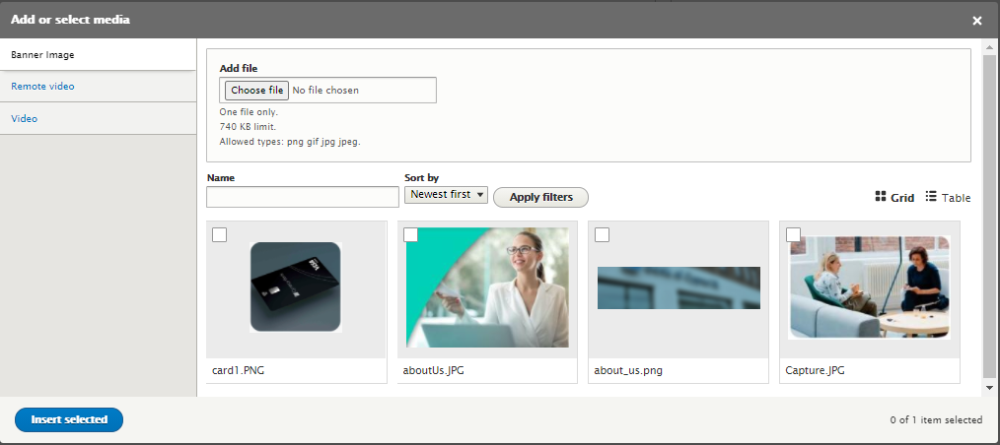 Add or select media
×
Banner Image
Remote video
Video
Add file
Choose file No file chosen
One file only.
740 KB limit.
Allowed types: png gif jpg jpeg.
Name
Sort by
Newest first
Apply filters
Grid
Table
card1.PNG
aboutUs.JPG
about_us.png
Capture.JPG
Insert selected
0 of 1 item selected